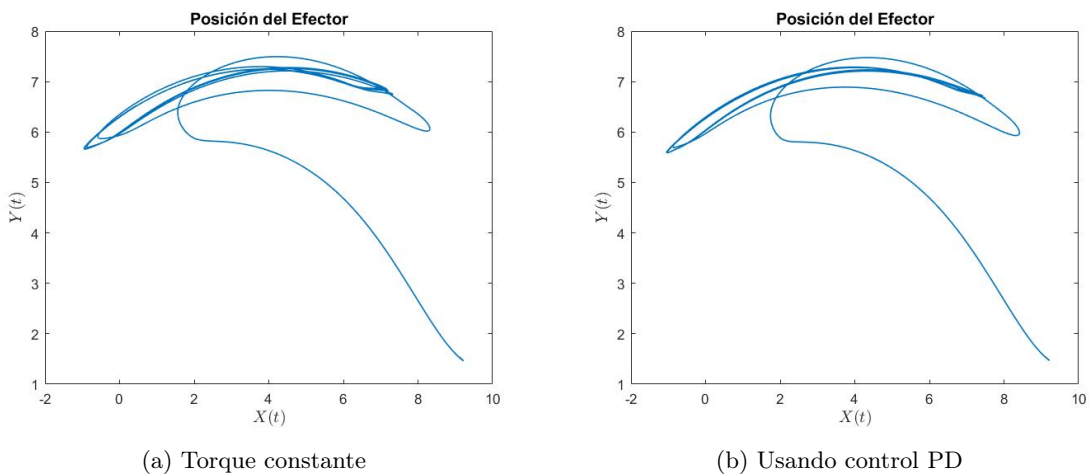 Posición del Efector
8
7
6
5
4
3
2
1
Y(t)
-2 0 2 4 6 8 10
X(t)
(a) Torque constante
Posición del Efector
8
7
6
5
4
3
2
1
Y(t)
-2 0 2 4 6 8 10
X(t)
(b) Usando control PD